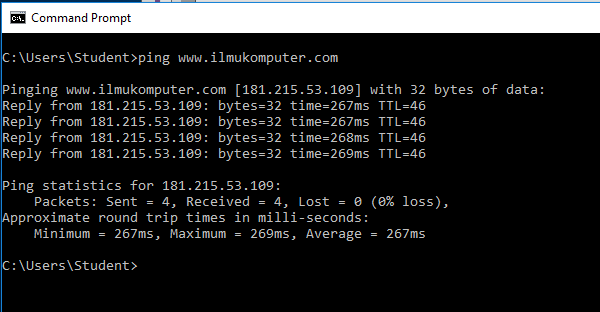 Command Prompt
C:\Users\Student>ping www.ilmukomputer.com
Pinging www.ilmukomputer.com [181.215.53.109] with 32 bytes of data:
Reply from 181.215.53.109: bytes=32 time=267ms TTL=46
Reply from 181.215.53.109: bytes=32 time=267ms TTL=46
Reply from 181.215.53.109: bytes=32 time=268ms TTL=46
Reply from 181.215.53.109: bytes=32 time=269ms TTL=46
Ping statistics for 181.215.53.109:
    Packets: Sent = 4, Received = 4, Lost = 0 (0% loss),
Approximate round trip times in milli-seconds:
    Minimum = 267ms, Maximum = 269ms, Average = 267ms
C:\Users\Student>